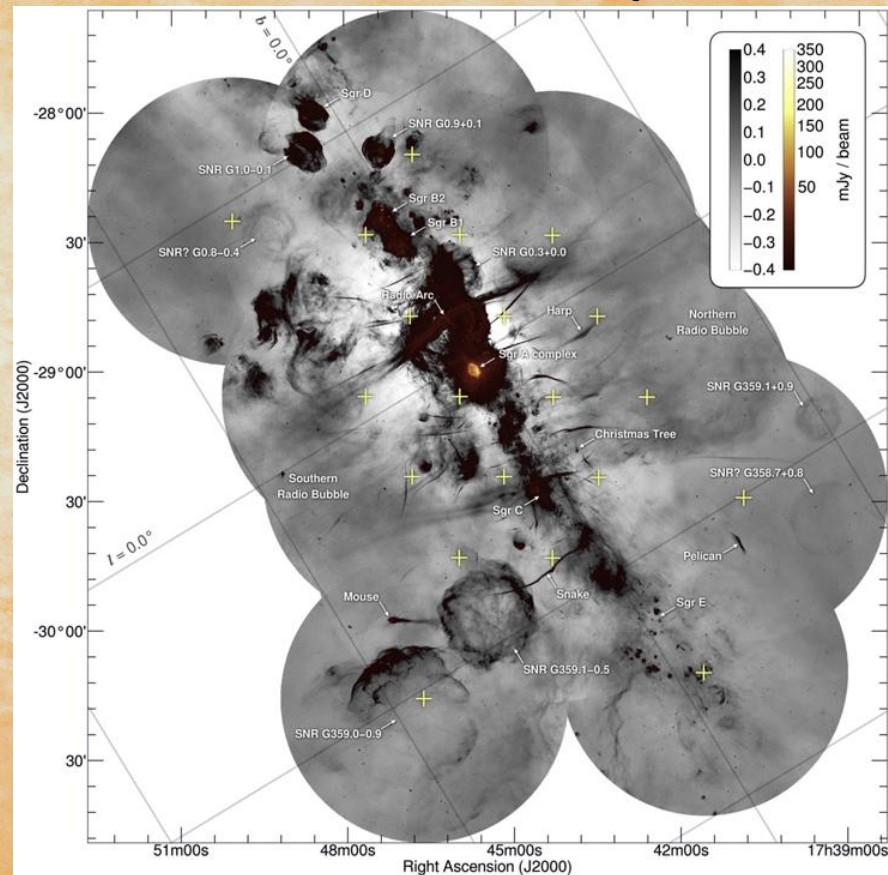 b = 0.0°
0.4
0.3
0.2
0.1
0.0
−0.1
−0.2
−0.3
−0.4
350
300
250
200
150
100
50
mJy / beam
Sgr D
SNR G0.9+0.1
SNR G1.0−0.1
Sgr B2
Sgr B1
SNR? G0.8−0.4
SNR G0.3+0.0
Radio Arc
Harp
Northern
Radio Bubble
Sgr A complex
SNR G359.1+0.9
Christmas Tree
SNR? G358.7+0.8
Southern
Radio Bubble
Sgr C
Pelican
Snake
Mouse
Sgr E
SNR G359.1−0.5
SNR G359.0−0.9
l = 0.0°
Declination (J2000)
−28°00'
30'
−29°00'
30'
−30°00'
30'
51m00s
48m00s
45m00s
42m00s
17h39m00s
Right Ascension (J2000)